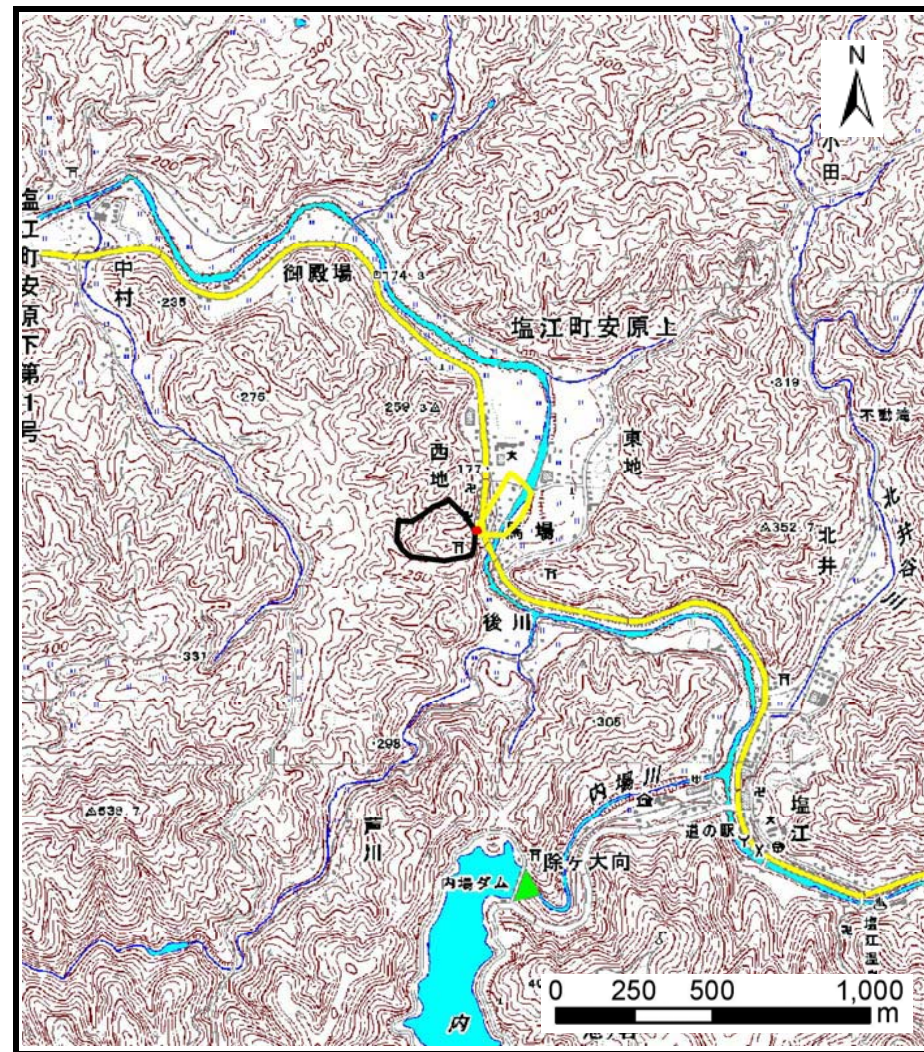 300
N
200
小田
300
塩江町安原下第1号
中村
御殿場
174.3
235
塩江町安原上
319
275
259.3
不動滝
西地
東地
177
352.7
北井
北井谷川
馬場
後川
400
331
305
298
内場川
塩江
538.7
戸川
道の駅
除ヶ大向
内場ダム
内
0 250 500 1,000
m